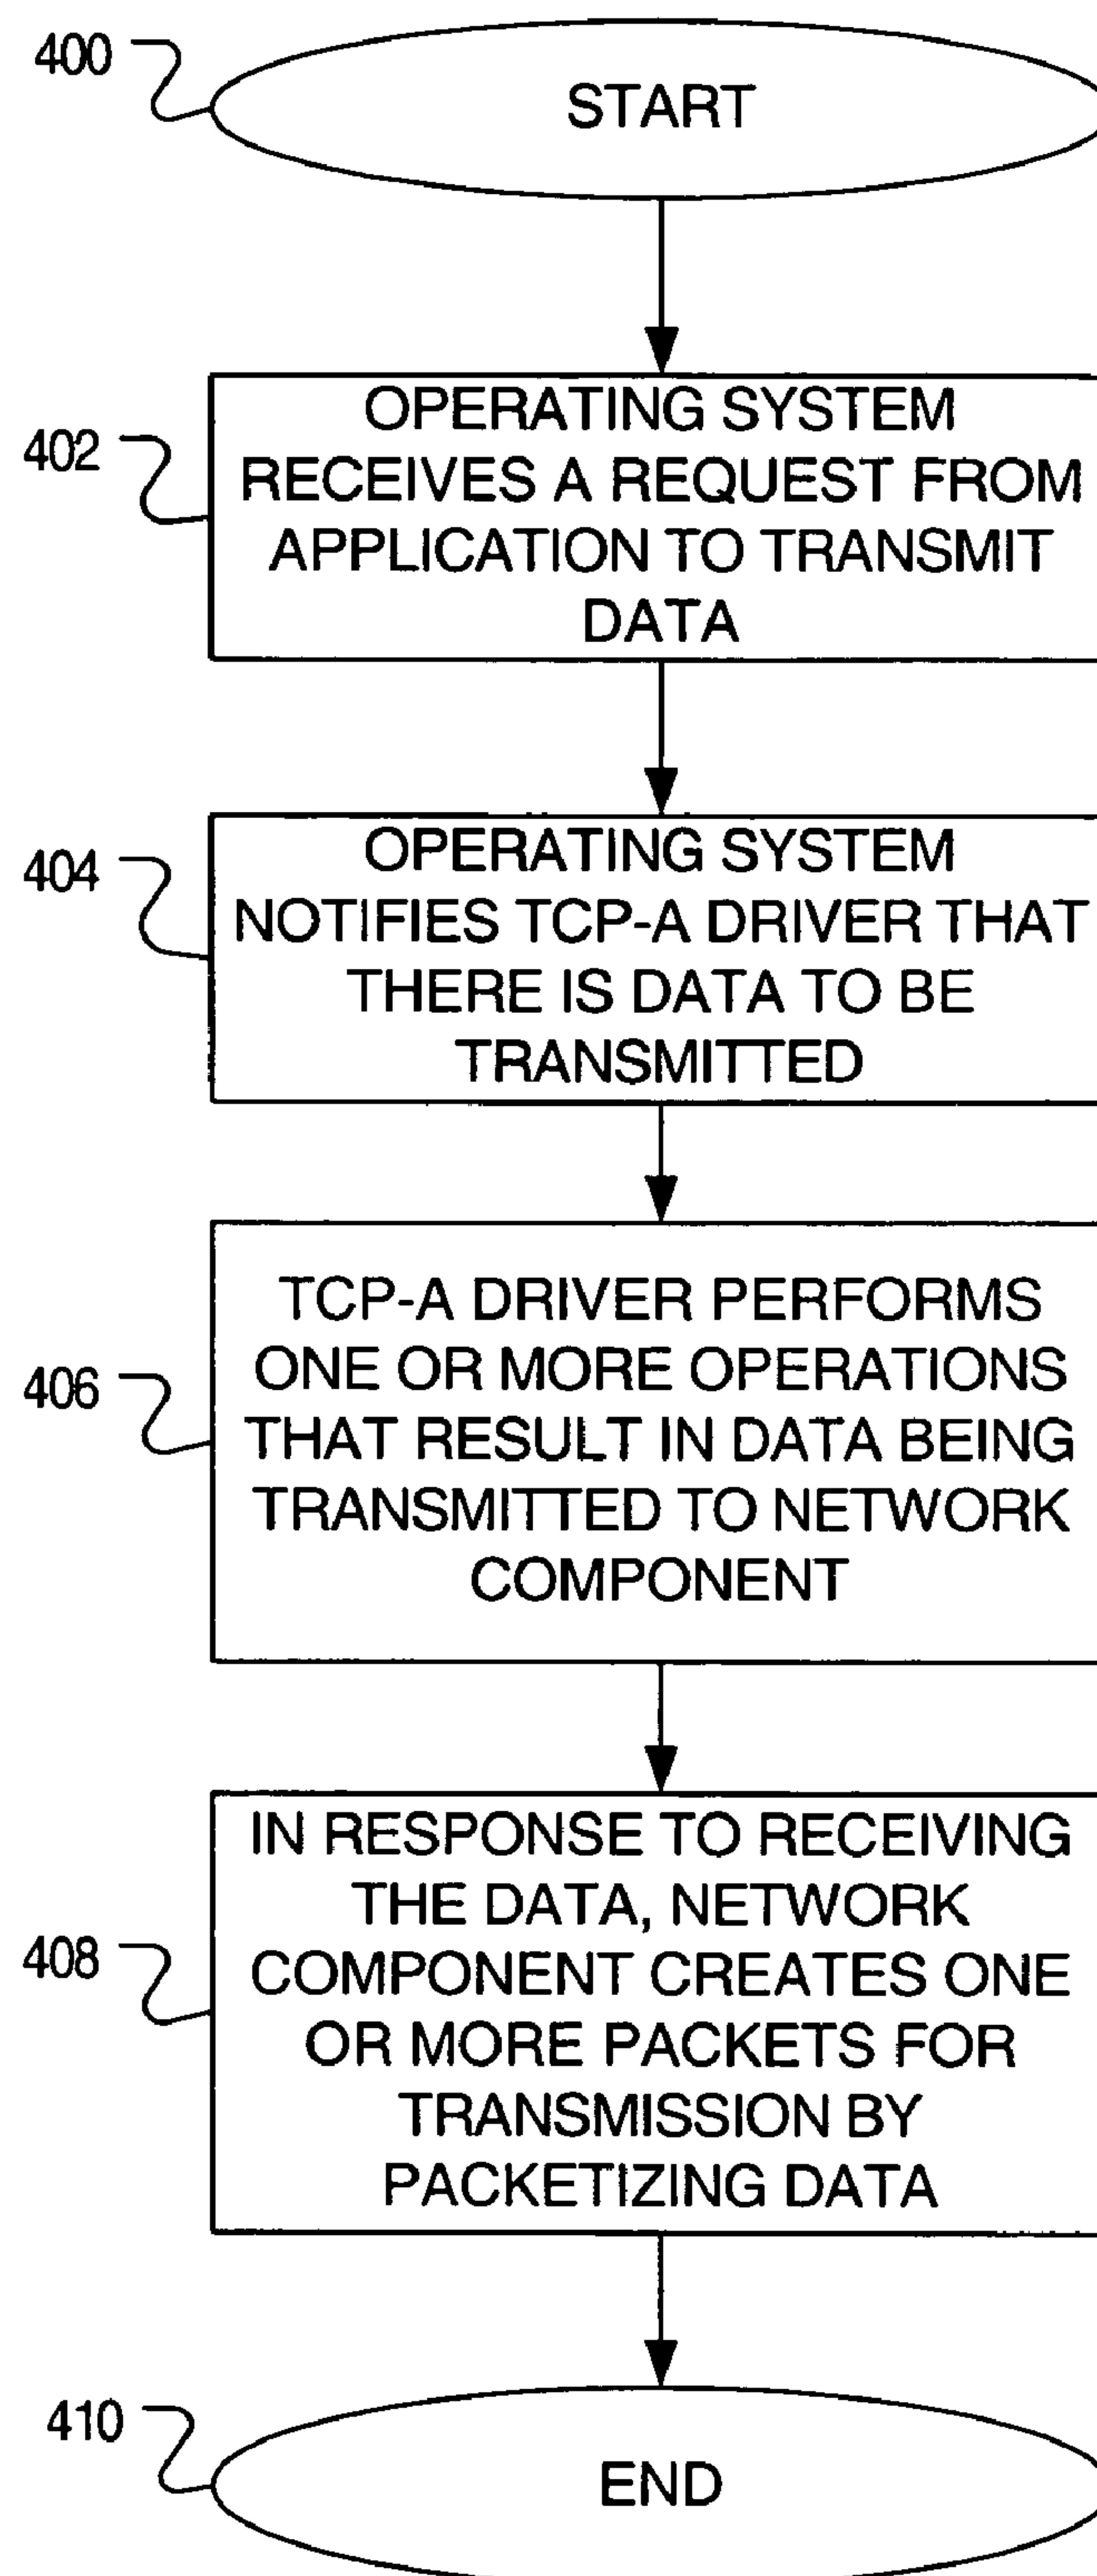 400
START
402
OPERATING SYSTEM
RECEIVES A REQUEST FROM
APPLICATION TO TRANSMIT
DATA
404
OPERATING SYSTEM
NOTIFIES TCP-A DRIVER THAT
THERE IS DATA TO BE
TRANSMITTED
406
TCP-A DRIVER PERFORMS
ONE OR MORE OPERATIONS
THAT RESULT IN DATA BEING
TRANSMITTED TO NETWORK
COMPONENT
408
IN RESPONSE TO RECEIVING
THE DATA, NETWORK
COMPONENT CREATES ONE
OR MORE PACKETS FOR
TRANSMISSION BY
PACKETIZING DATA
410
END